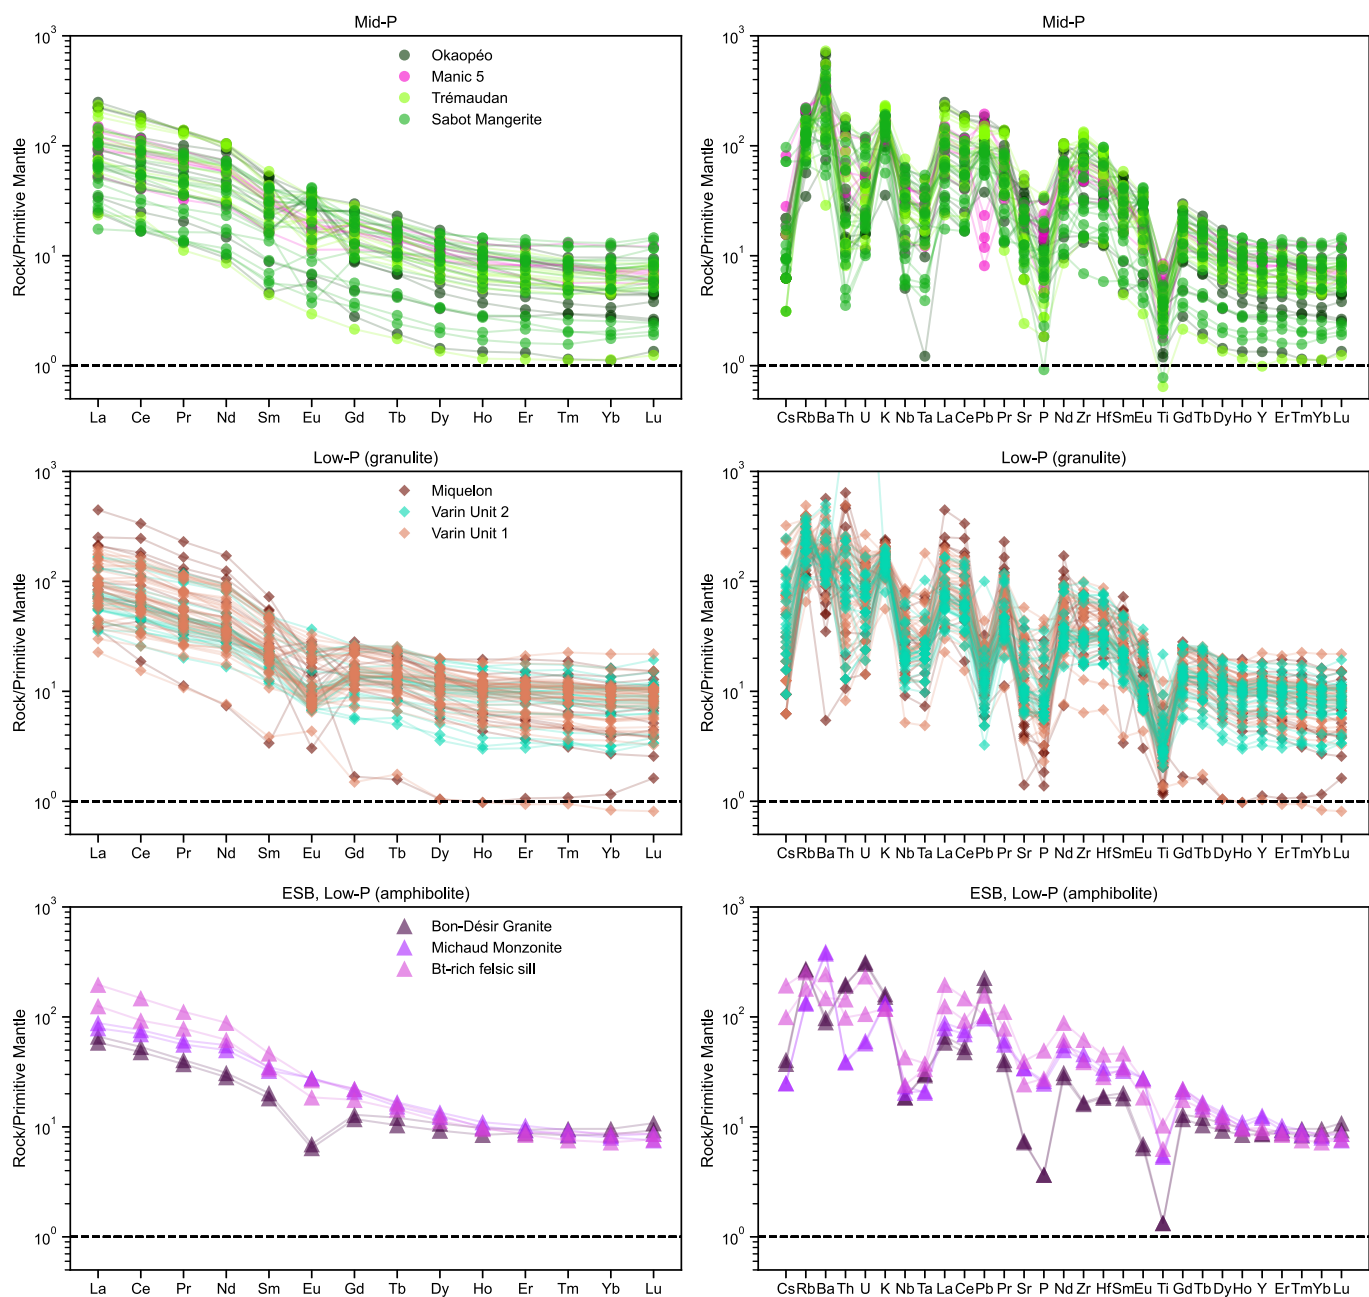 Mid-P
Rock/Primitive Mantle
10³
10²
10¹
10⁰
Okaopéo
Manic 5
Trémaudan
Sabot Mangerite
La Ce Pr Nd Sm Eu Gd Tb Dy Ho Er Tm Yb Lu
Mid-P
Rock/Primitive Mantle
10³
10²
10¹
10⁰
Cs Rb Ba Th U K Nb Ta La Ce Pb Pr Sr P Nd Zr Hf Sm Eu Ti Gd Tb Dy Ho Y Er Tm Yb Lu
Low-P (granulite)
Rock/Primitive Mantle
10³
10²
10¹
10⁰
Miquelon
Varin Unit 2
Varin Unit 1
La Ce Pr Nd Sm Eu Gd Tb Dy Ho Er Tm Yb Lu
Low-P (granulite)
Rock/Primitive Mantle
10³
10²
10¹
10⁰
Cs Rb Ba Th U K Nb Ta La Ce Pb Pr Sr P Nd Zr Hf Sm Eu Ti Gd Tb Dy Ho Y Er Tm Yb Lu
ESB, Low-P (amphibolite)
Rock/Primitive Mantle
10³
10²
10¹
10⁰
Bon-Désir Granite
Michaud Monzonite
Bt-rich felsic sill
La Ce Pr Nd Sm Eu Gd Tb Dy Ho Er Tm Yb Lu
ESB, Low-P (amphibolite)
Rock/Primitive Mantle
10³
10²
10¹
10⁰
Cs Rb Ba Th U K Nb Ta La Ce Pb Pr Sr P Nd Zr Hf Sm Eu Ti Gd Tb Dy Ho Y Er Tm Yb Lu